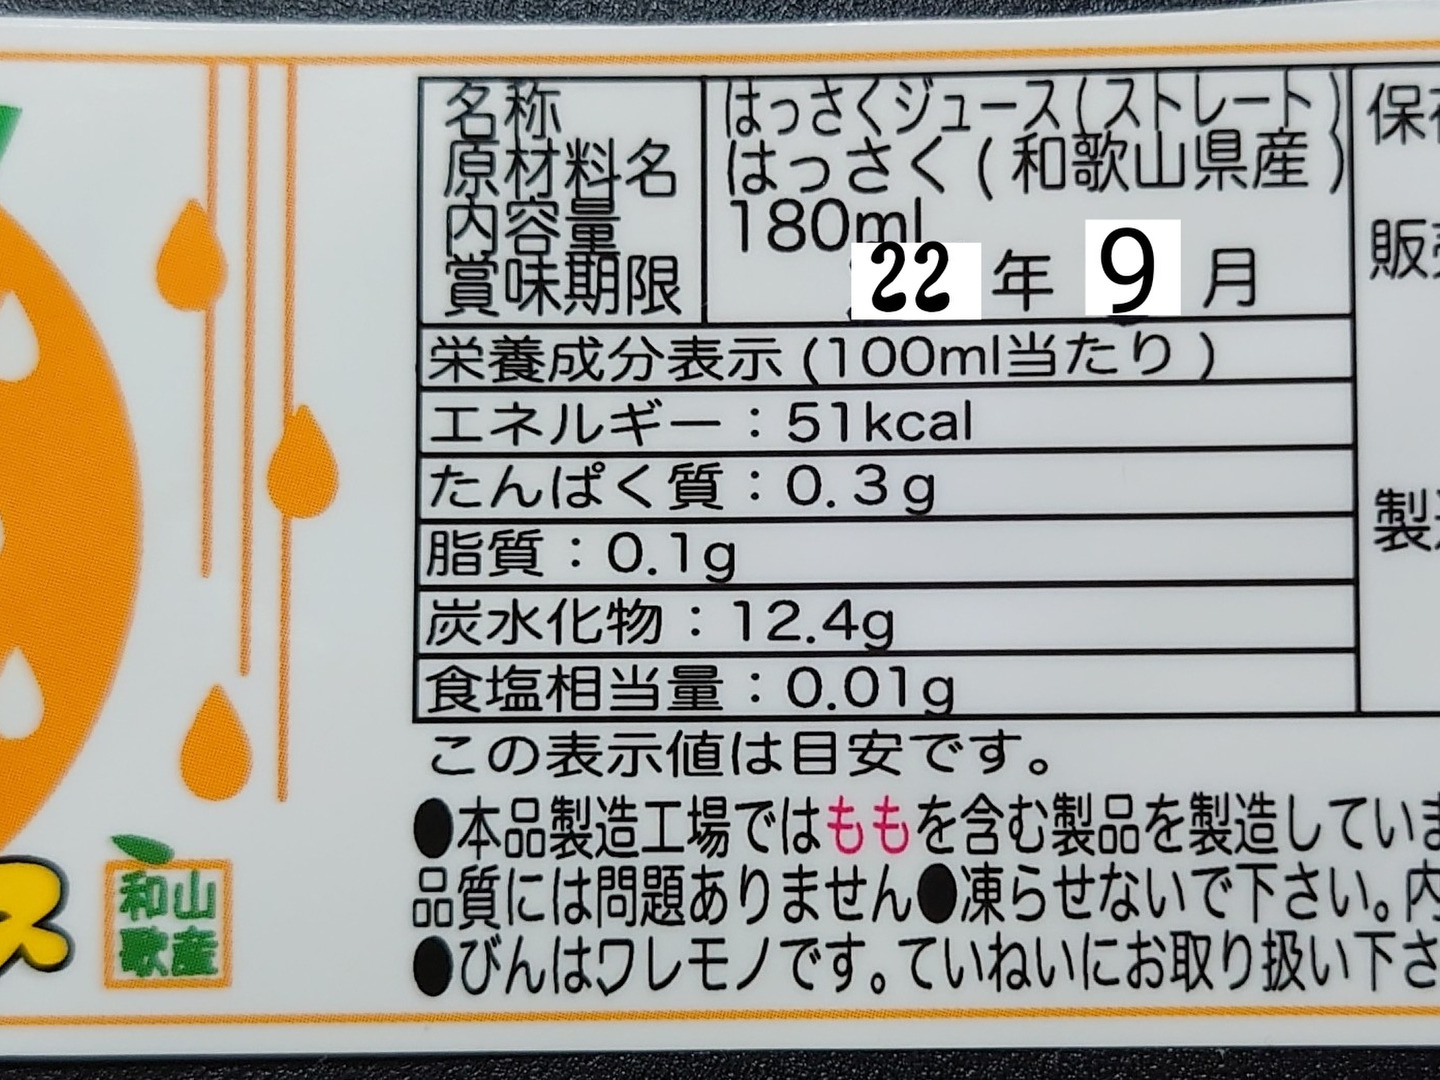 名称 はっさくジュース(ストレート)
原材料名 はっさく(和歌山県産)
内容量 180ml
賞味期限 22年9月
栄養成分表示(100ml当たり)
エネルギー:51kcal
たんぱく質:0.3g
脂質:0.1g
炭水化物:12.4g
食塩相当量:0.01g
この表示値は目安です。
●本品製造工場ではももを含む製品を製造していま
品質には問題ありません●凍らせないで下さい。内
●びんはワレモノです。ていねいにお取り扱い下さ
保存
販売
製造
ス
和山
歌産